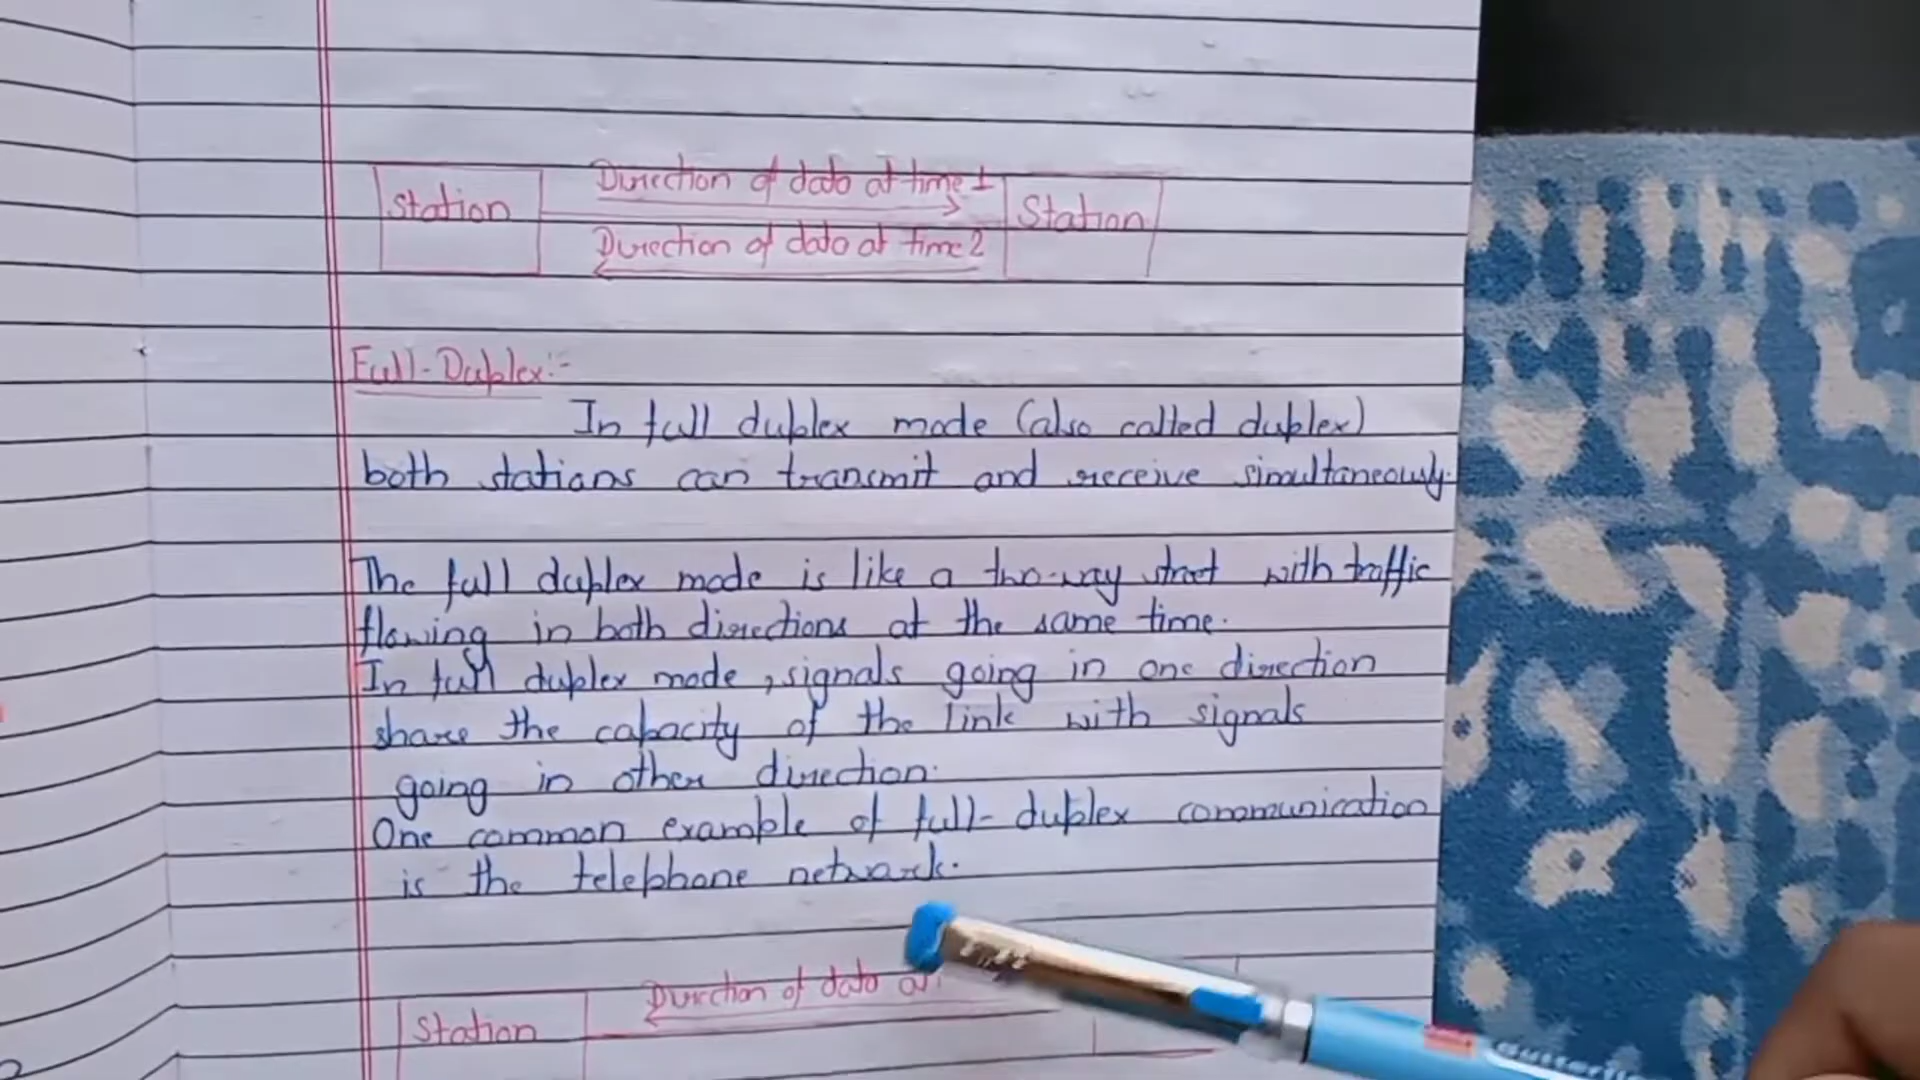 Station
Direction of data at time 1
Station
Direction of data at time 2
Full-Duplex:-
In full duplex mode (also called duplex)
both stations can transmit and receive simultaneously.
The full duplex mode is like a two-way street with traffic
flowing in both directions at the same time.
In full duplex mode, signals going in one direction
share the capacity of the link with signals
going in other direction.
One common example of full-duplex communication
is the telephone network.
Direction of data
Station